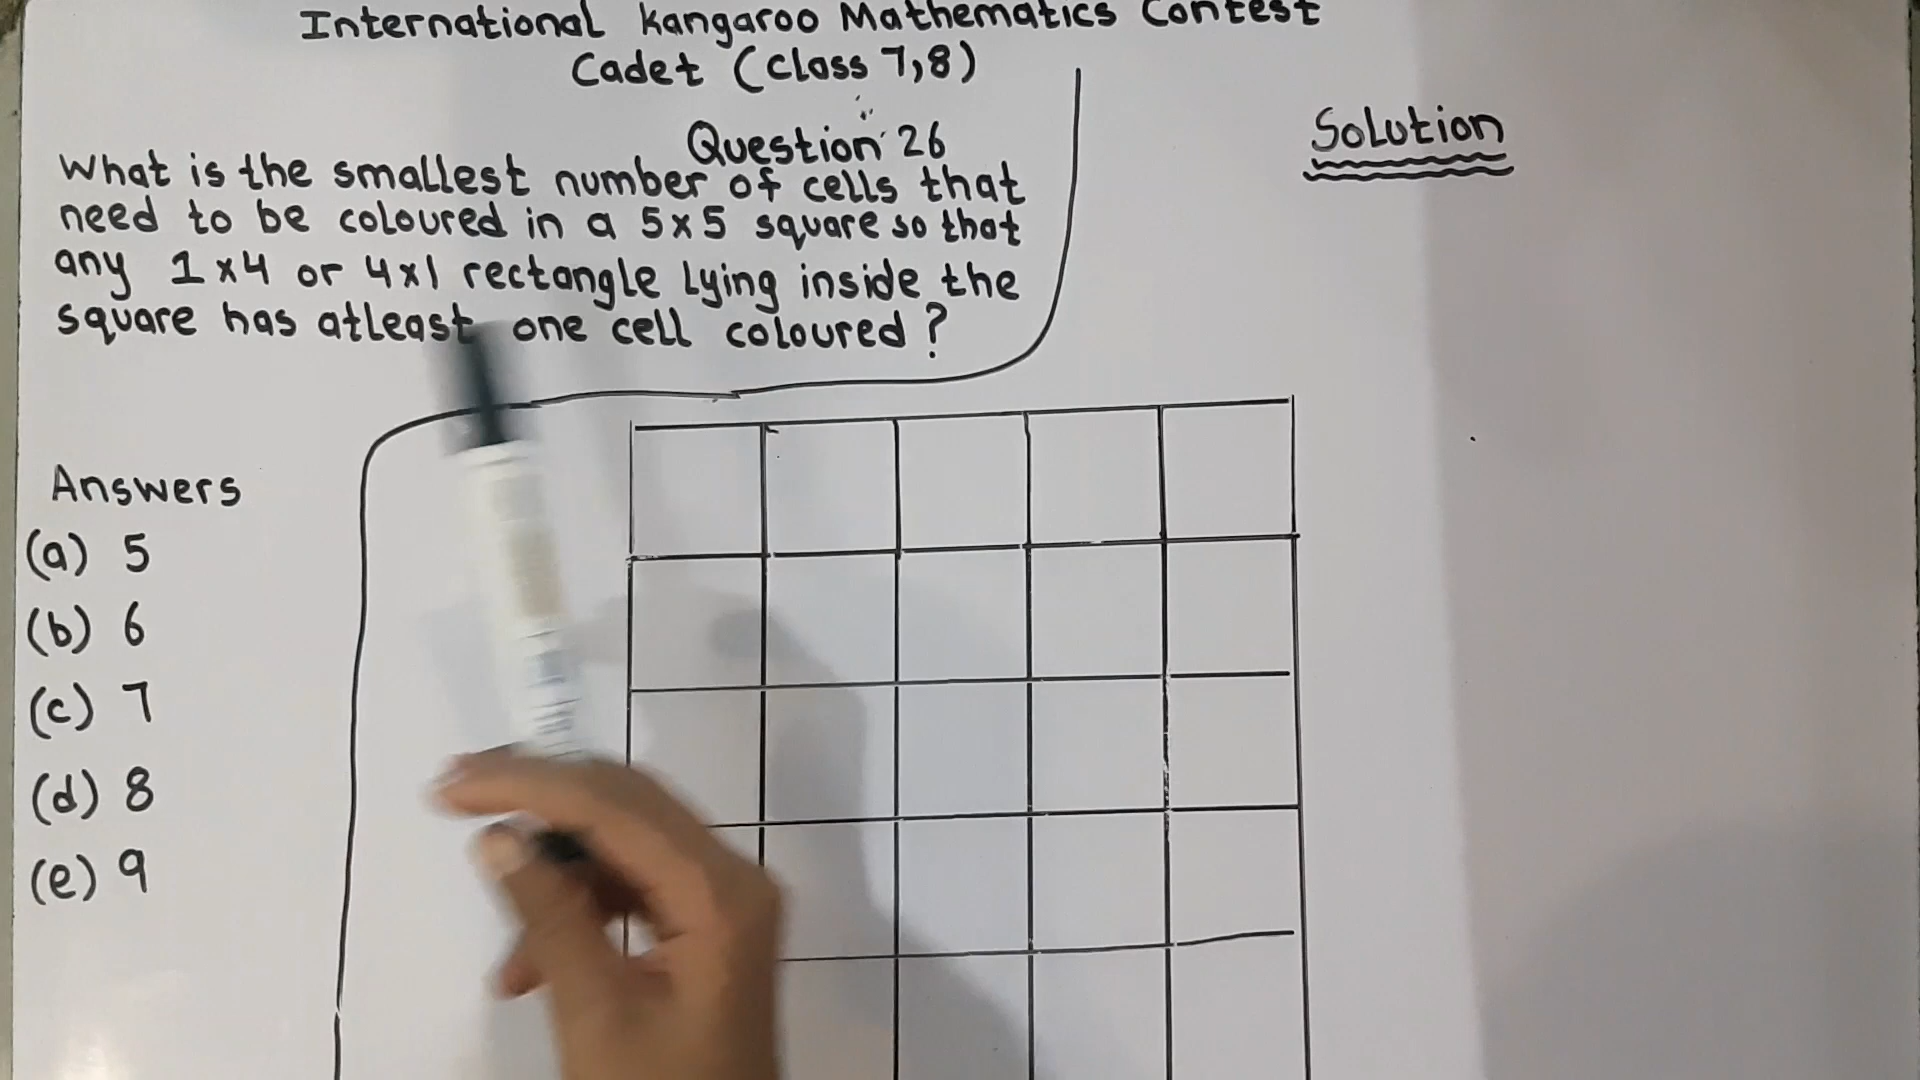 International Kangaroo Mathematics Contest
Cadet (Class 7,8)
Question 26
What is the smallest number of cells that
need to be coloured in a 5x5 square so that
any 1x4 or 4x1 rectangle lying inside the
square has atleast one cell coloured?
Answers
(a) 5
(b) 6
(c) 7
(d) 8
(e) 9
Solution